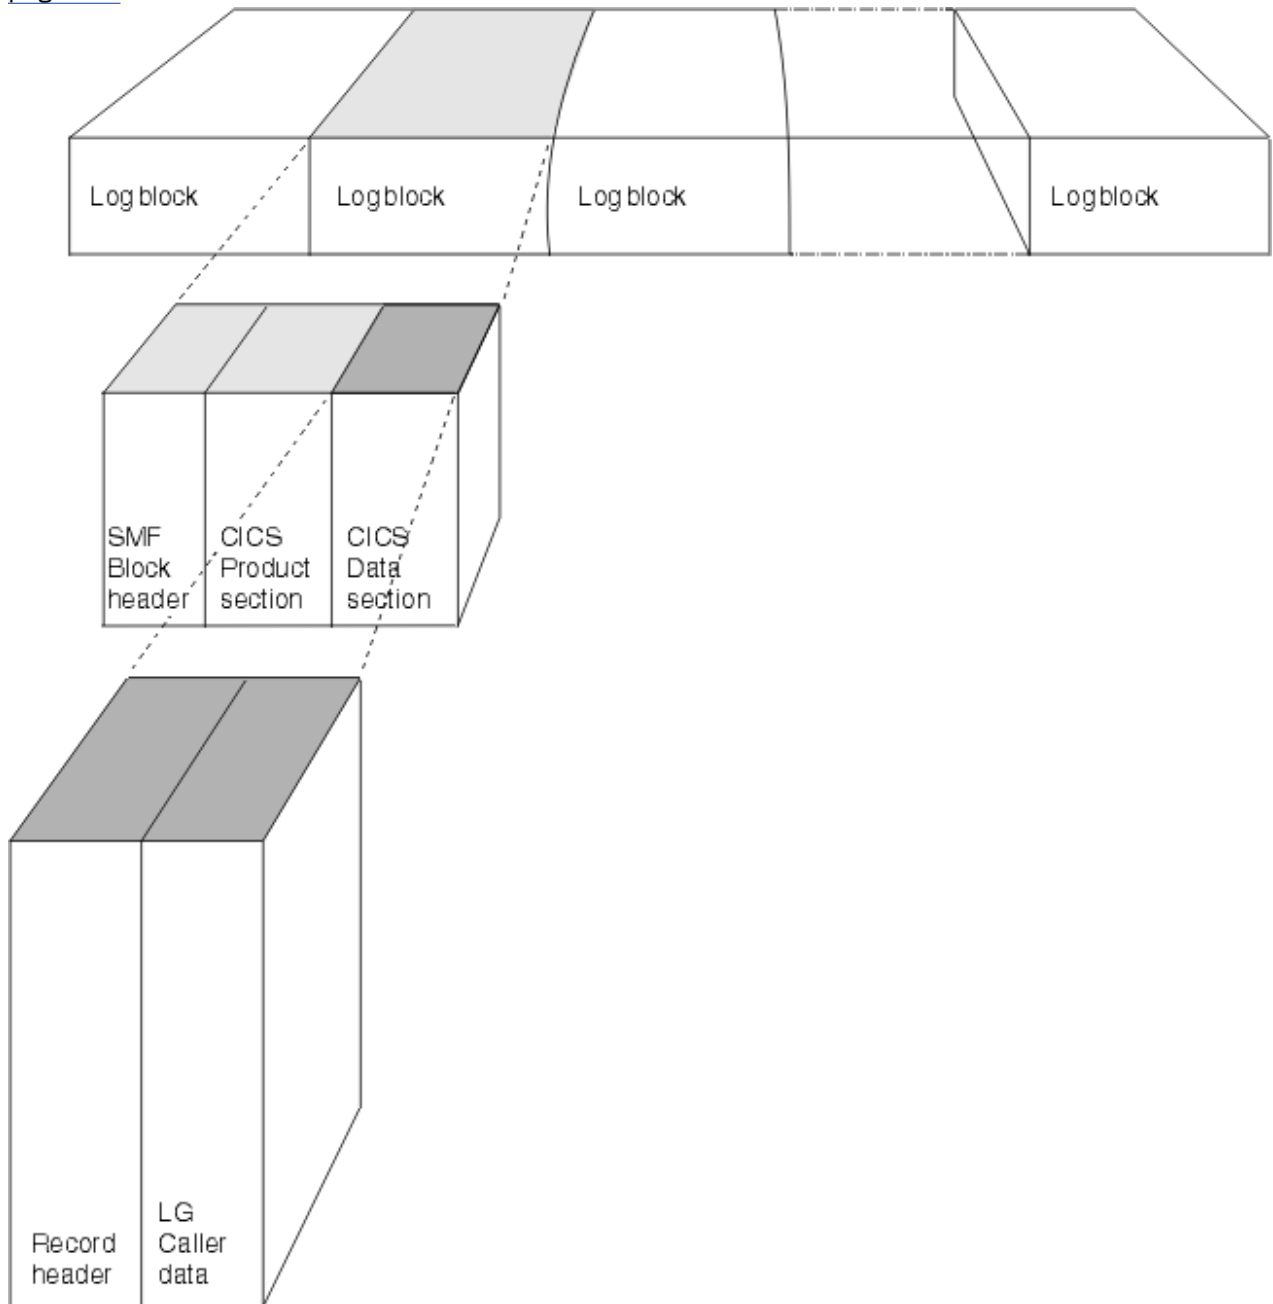 Log block
Log block
Log block
Log block
SMF
Block
header
CICS
Product
section
CICS
Data
section
Record
header
LG
Caller
data